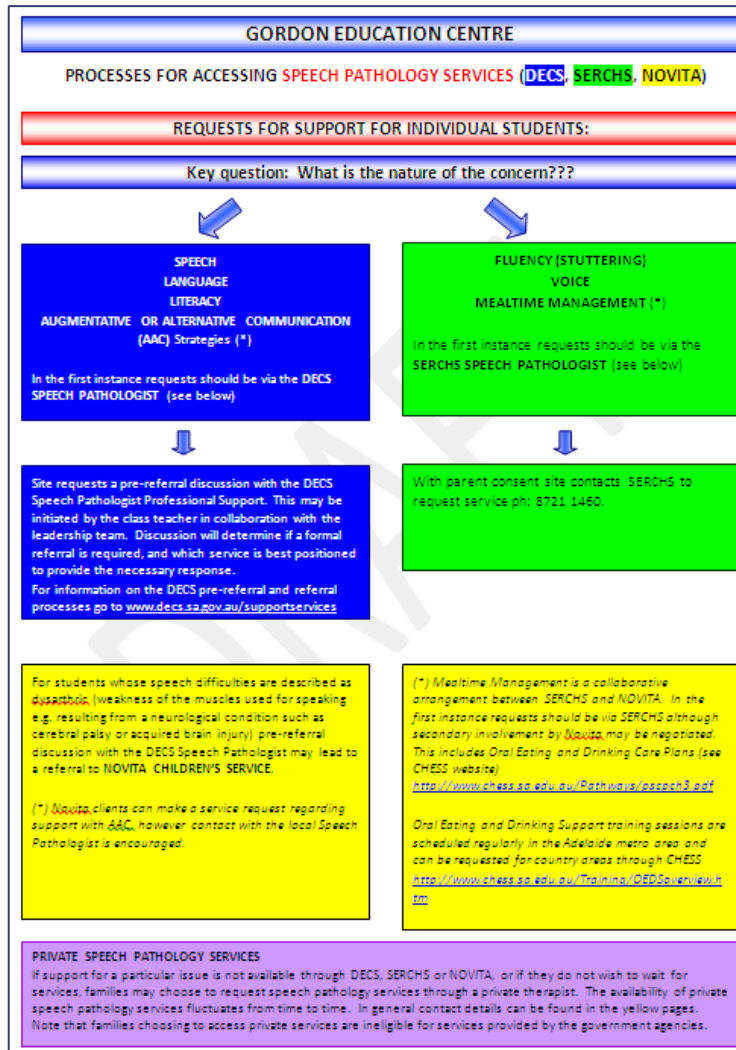 GORDON EDUCATION CENTRE
PROCESSES FOR ACCESSING SPEECH PATHOLOGY SERVICES (DECS, SERCHS, NOVITA)
REQUESTS FOR SUPPORT FOR INDIVIDUAL STUDENTS:
Key question: What is the nature of the concern???
SPEECH
LANGUAGE
LITERACY
AUGMENTATIVE OR ALTERNATIVE COMMUNICATION
(AAC) Strategies (*)
In the first instance requests should be via the DECS
SPEECH PATHOLOGIST (see below)
FLUENCY (STUTTERING)
VOICE
MEALTIME MANAGEMENT (*)
In the first instance requests should be via the
SERCHS SPEECH PATHOLOGIST (see below)
Site requests a pre-referral discussion with the DECS
Speech Pathologist Professional Support. This may be
initiated by the class teacher in collaboration with the
leadership team. Discussion will determine if a formal
referral is required, and which service is best positioned
to provide the necessary response.
For information on the DECS pre-referral and referral
processes go to www.decs.sa.gov.au/supportservices
With parent consent site contacts SERCHS to
request service ph: 8721 1460.
For students whose speech difficulties are described as
dysarthric (weakness of the muscles used for speaking
e.g. resulting from a neurological condition such as
cerebral palsy or acquired brain injury) pre-referral
discussion with the DECS Speech Pathologist may lead to
a referral to NOVITA CHILDREN'S SERVICE.
(*) Novita clients can make a service request regarding
support with AAC, however contact with the local Speech
Pathologist is encouraged.
(*) Mealtime Management is a collaborative
arrangement between SERCHS and NOVITA. In the
first instance requests should be via SERCHS although
secondary involvement by Novita may be negotiated.
This includes Oral Eating and Drinking Care Plans (see
CHESS website)
http://www.chess.sa.edu.au/Pathways/pscpch3.pdf
Oral Eating and Drinking Support training sessions are
scheduled regularly in the Adelaide metro area and
can be requested for country areas through CHESS
http://www.chess.sa.edu.au/Training/OEDSoverview.h
tm
PRIVATE SPEECH PATHOLOGY SERVICES
If support for a particular issue is not available through DECS, SERCHS or NOVITA, or if they do not wish to wait for
services, families may choose to request speech pathology services through a private therapist. The availability of private
speech pathology services fluctuates from time to time. In general contact details can be found in the yellow pages.
Note that families choosing to access private services are ineligible for services provided by the government agencies.
DRAFT